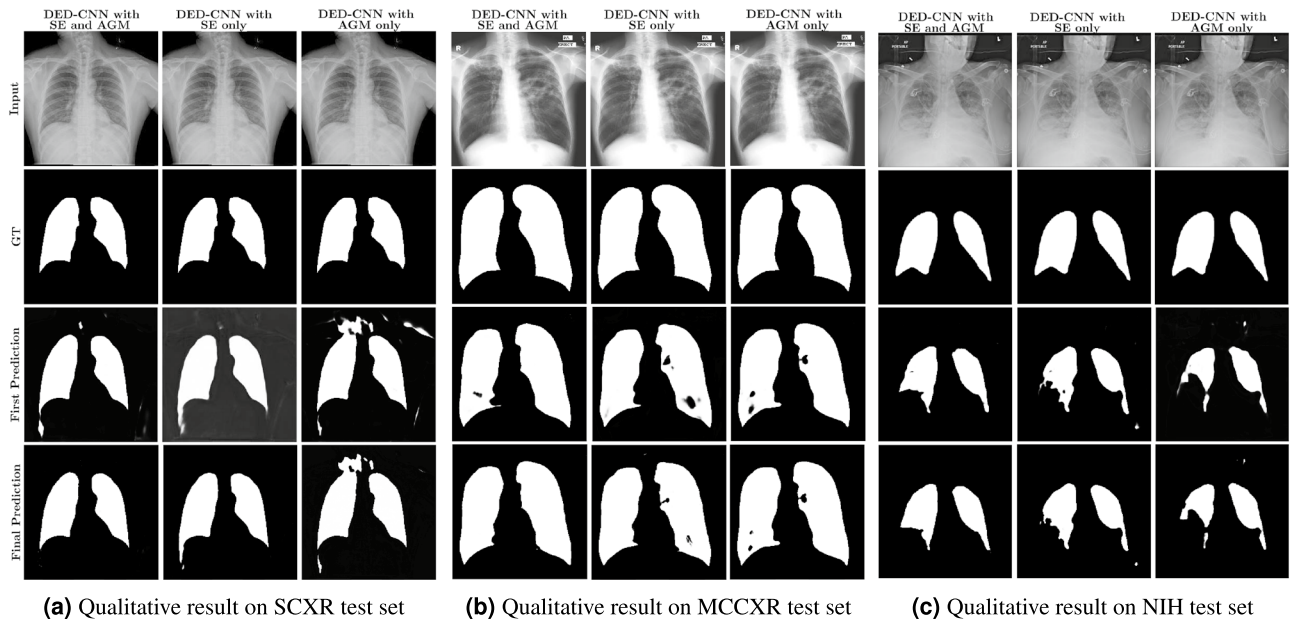 DED-CNN with SE and AGM
DED-CNN with SE only
DED-CNN with AGM only
DED-CNN with SE and AGM
DED-CNN with SE only
DED-CNN with AGM only
DED-CNN with SE and AGM
DED-CNN with SE only
DED-CNN with AGM only
Input
GT
First Prediction
Final Prediction
R
R
R
L
L
L
(a) Qualitative result on SCXR test set
(b) Qualitative result on MCCXR test set
(c) Qualitative result on NIH test set